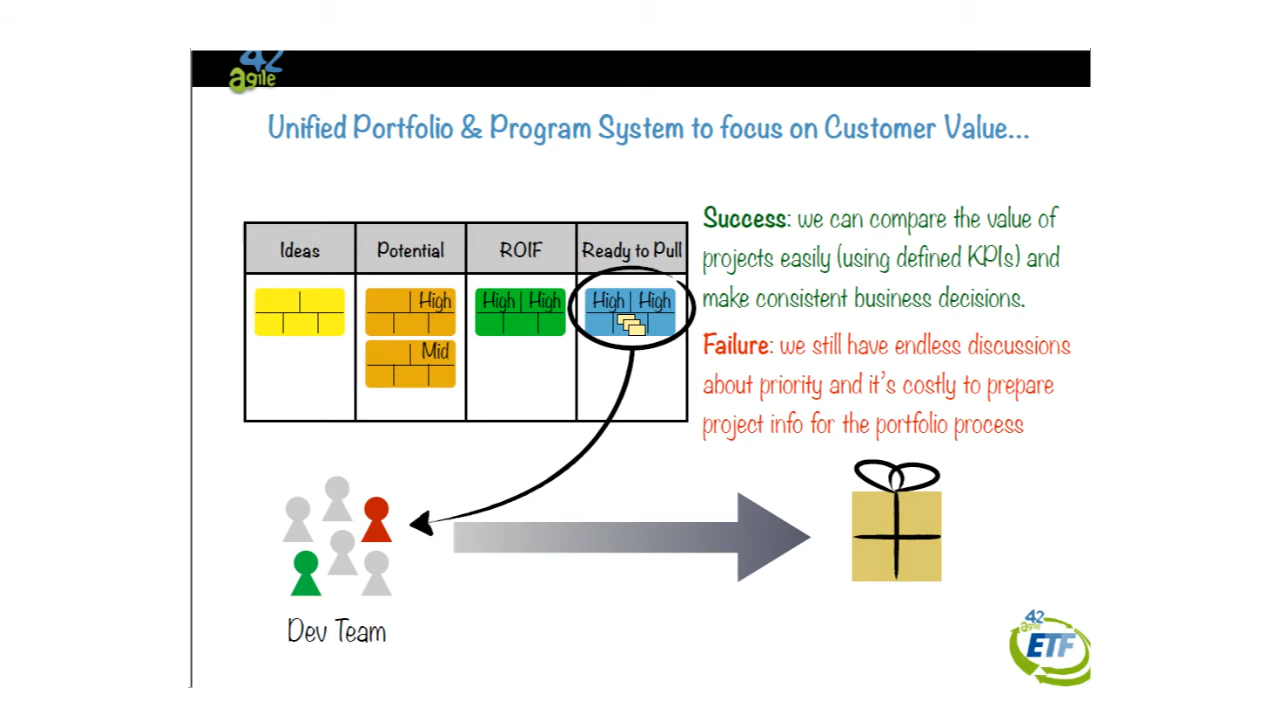 42
agile
Unified Portfolio & Program System to focus on Customer Value...
Ideas
Potential
ROIF
Ready to Pull
High
High
High
High
High
Mid
Success: we can compare the value of
projects easily (using defined KPIs) and
make consistent business decisions.
Failure: we still have endless discussions
about priority and it's costly to prepare
project info for the portfolio process
Dev Team
42
agile
ETF